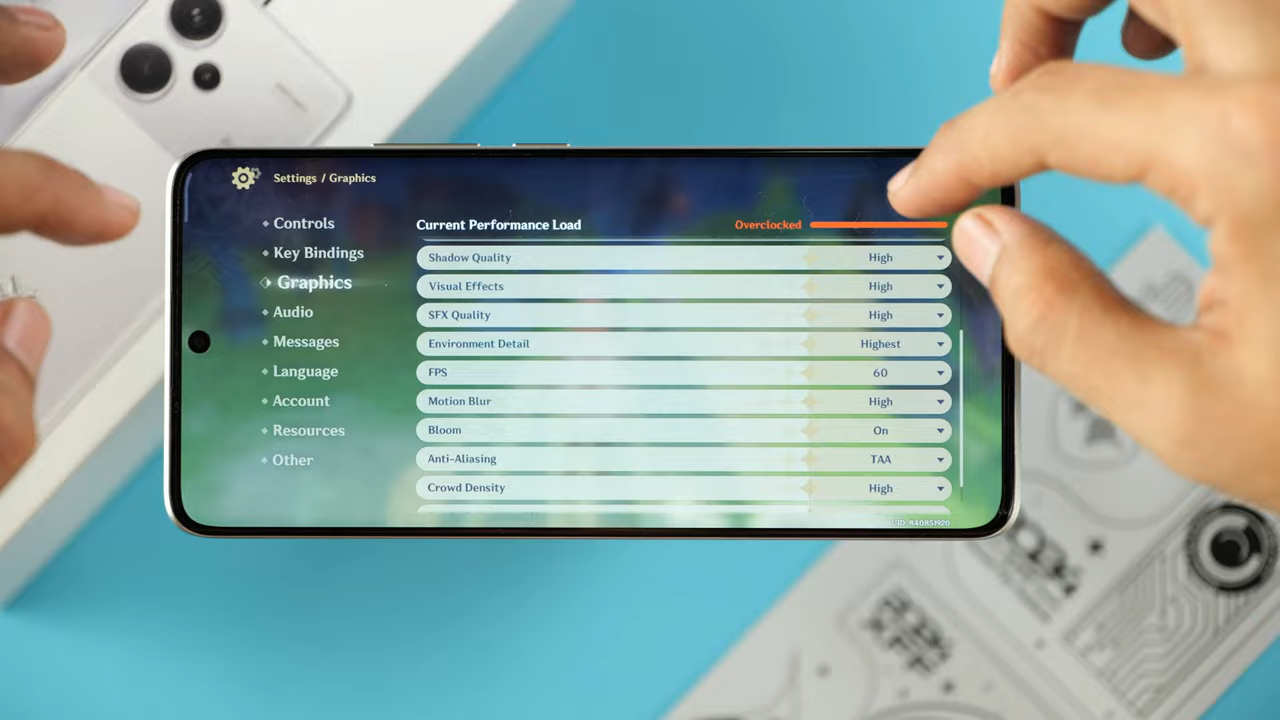 Settings / Graphics
Controls
Key Bindings
Graphics
Audio
Messages
Language
Account
Resources
Other
Current Performance Load Overclocked
Shadow Quality High
Visual Effects High
SFX Quality High
Environment Detail Highest
FPS 60
Motion Blur High
Bloom On
Anti-Aliasing TAA
Crowd Density High
UID: 840851920